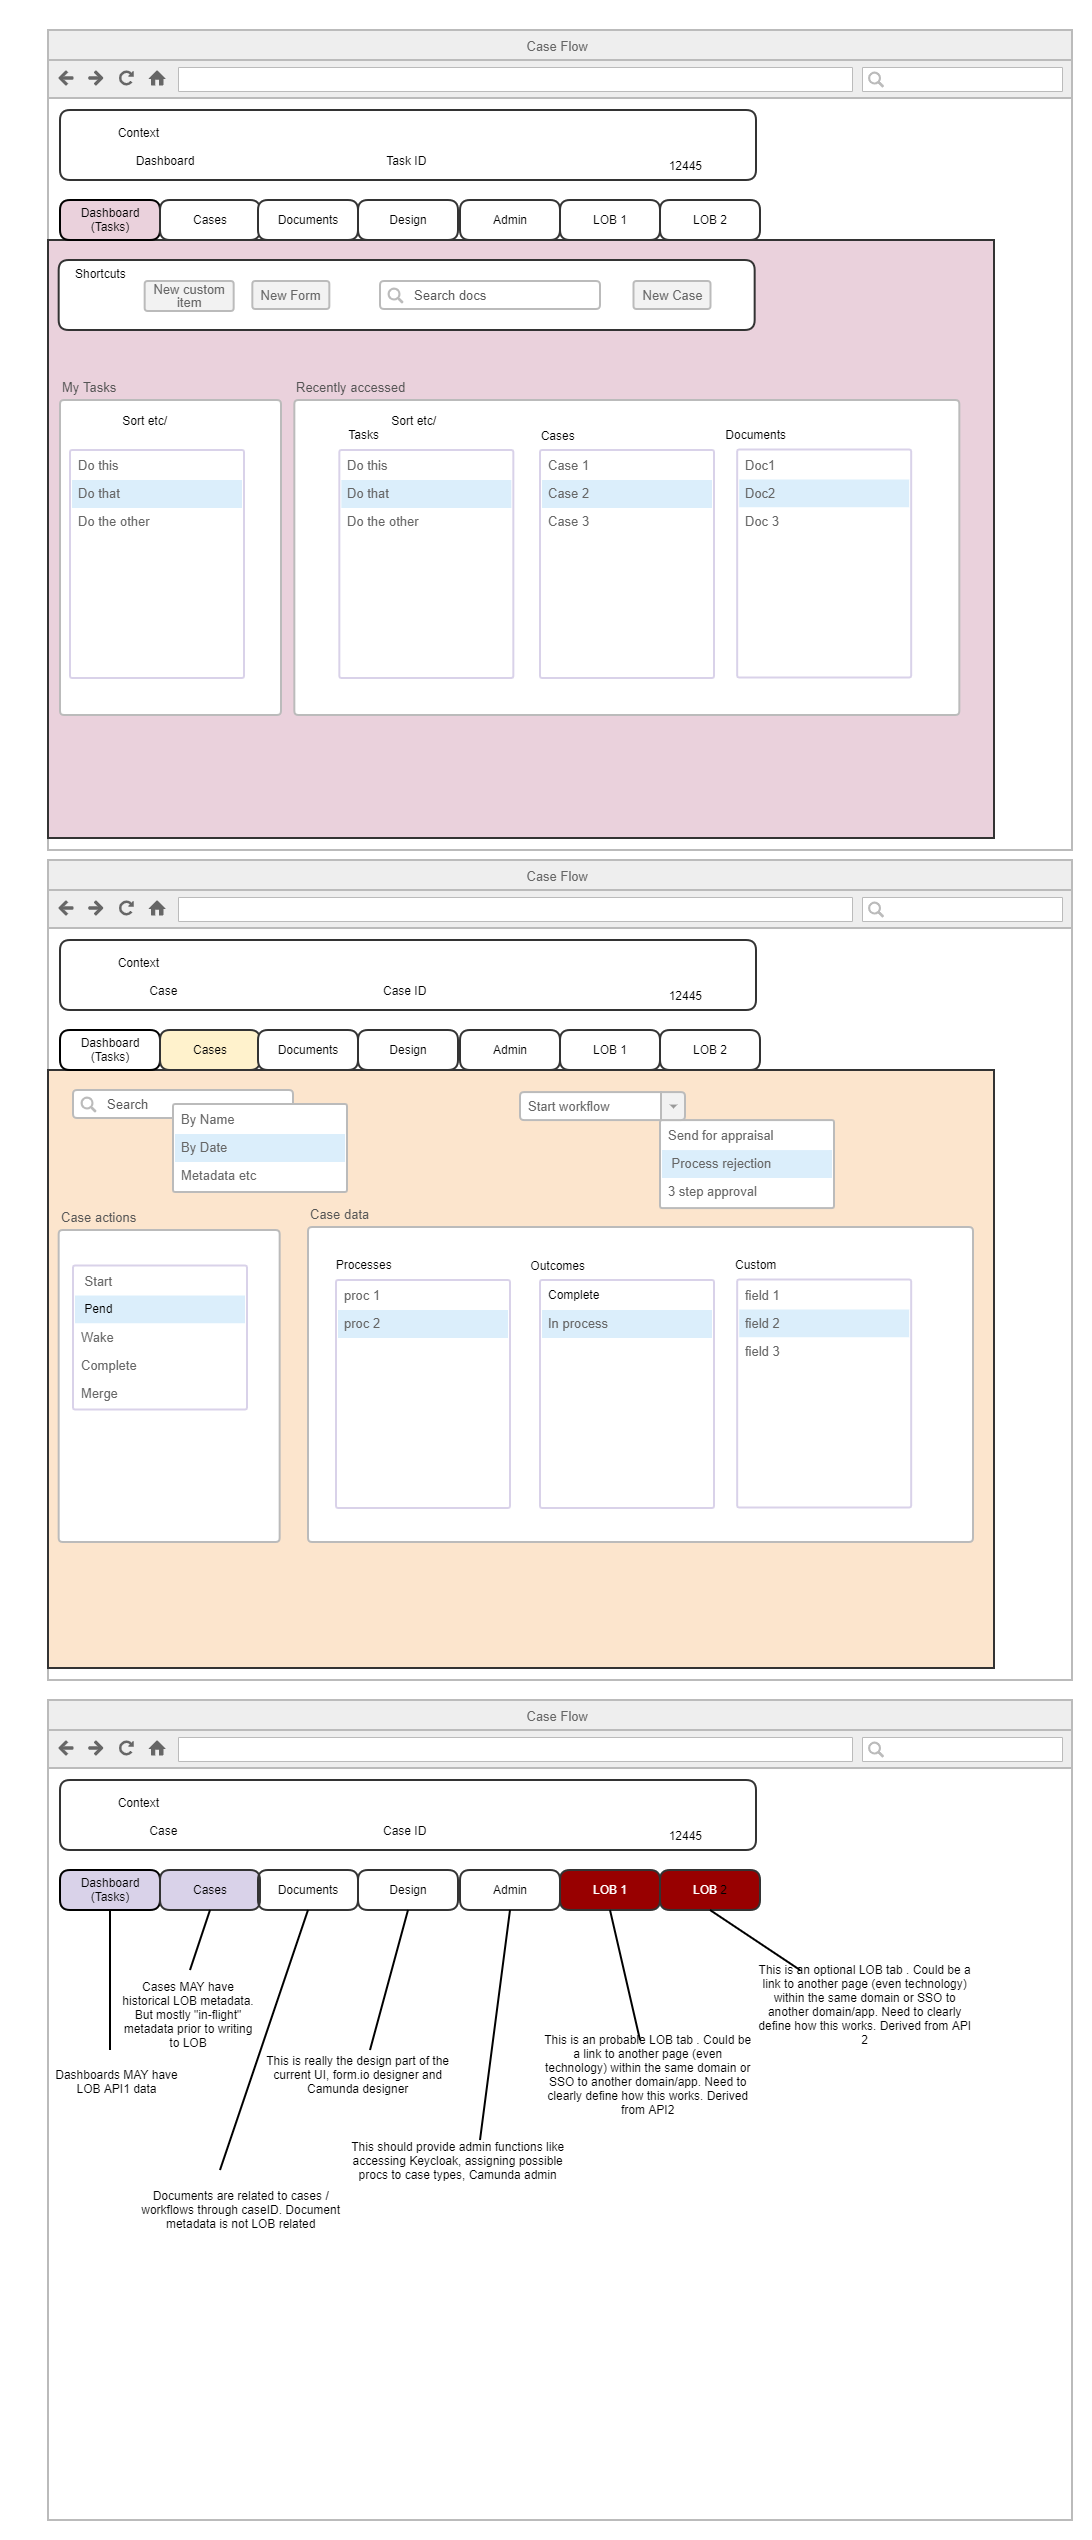 Case Flow
Context
Dashboard Task ID 12445
Dashboard
(Tasks)
Cases
Documents
Design
Admin
LOB 1
LOB 2
Shortcuts
New custom
item
New Form
Search docs
New Case
My Tasks
Sort etc/
Do this
Do that
Do the other
Recently accessed
Sort etc/
Tasks
Do this
Do that
Do the other
Cases
Case 1
Case 2
Case 3
Documents
Doc1
Doc2
Doc 3
Case Flow
Context
Case Case ID 12445
Dashboard
(Tasks)
Cases
Documents
Design
Admin
LOB 1
LOB 2
Search
By Name
By Date
Metadata etc
Start workflow
Send for appraisal
Process rejection
3 step approval
Case actions
Start
Pend
Wake
Complete
Merge
Case data
Processes
proc 1
proc 2
Outcomes
Complete
In process
Custom
field 1
field 2
field 3
Case Flow
Context
Case Case ID 12445
Dashboard
(Tasks)
Cases
Documents
Design
Admin
LOB 1
LOB 2
This is an optional LOB tab . Could be a
link to another page (even technology)
within the same domain or SSO to
another domain/app. Need to clearly
define how this works. Derived from API
2
Cases MAY have
historical LOB metadata.
But mostly "in-flight"
metadata prior to writing
to LOB
This is an probable LOB tab . Could be
a link to another page (even
technology) within the same domain or
SSO to another domain/app. Need to
clearly define how this works. Derived
from API2
This is really the design part of the
current UI, form.io designer and
Camunda designer
Dashboards MAY have
LOB API1 data
This should provide admin functions like
accessing Keycloak, assigning possible
procs to case types, Camunda admin
Documents are related to cases /
workflows through caseID. Document
metadata is not LOB related